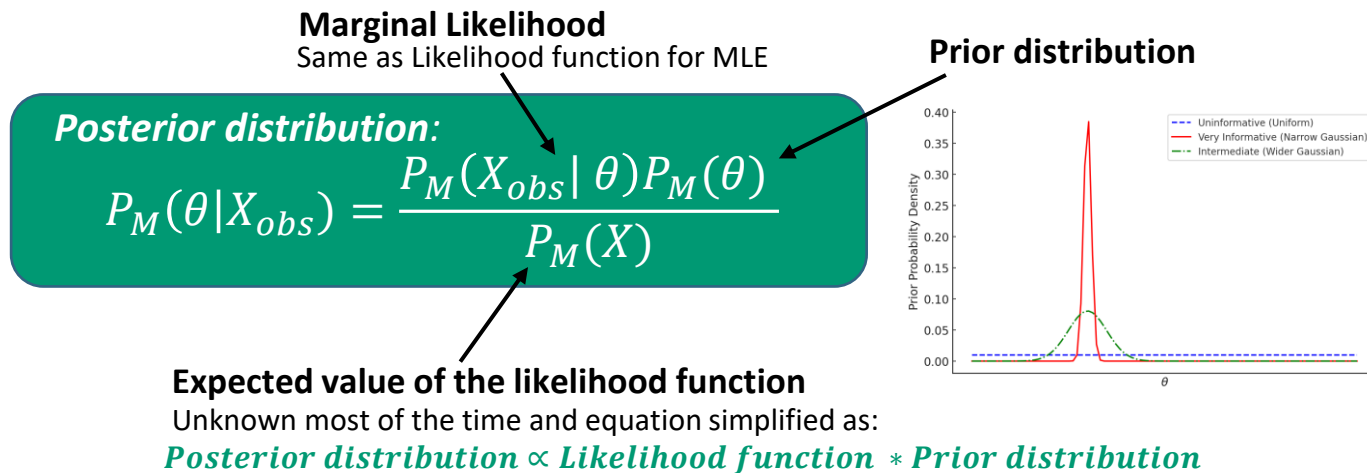 Marginal Likelihood
Same as Likelihood function for MLE
Prior distribution
Posterior distribution:
P_M(θ|X_obs) = P_M(X_obs| θ)P_M(θ) / P_M(X)
Expected value of the likelihood function
Unknown most of the time and equation simplified as:
Posterior distribution ∝ Likelihood function * Prior distribution
Uninformative (Uniform)
Very Informative (Narrow Gaussian)
Intermediate (Wider Gaussian)
Prior Probability Density
0.40
0.35
0.30
0.25
0.20
0.15
0.10
0.05
0.00
θ